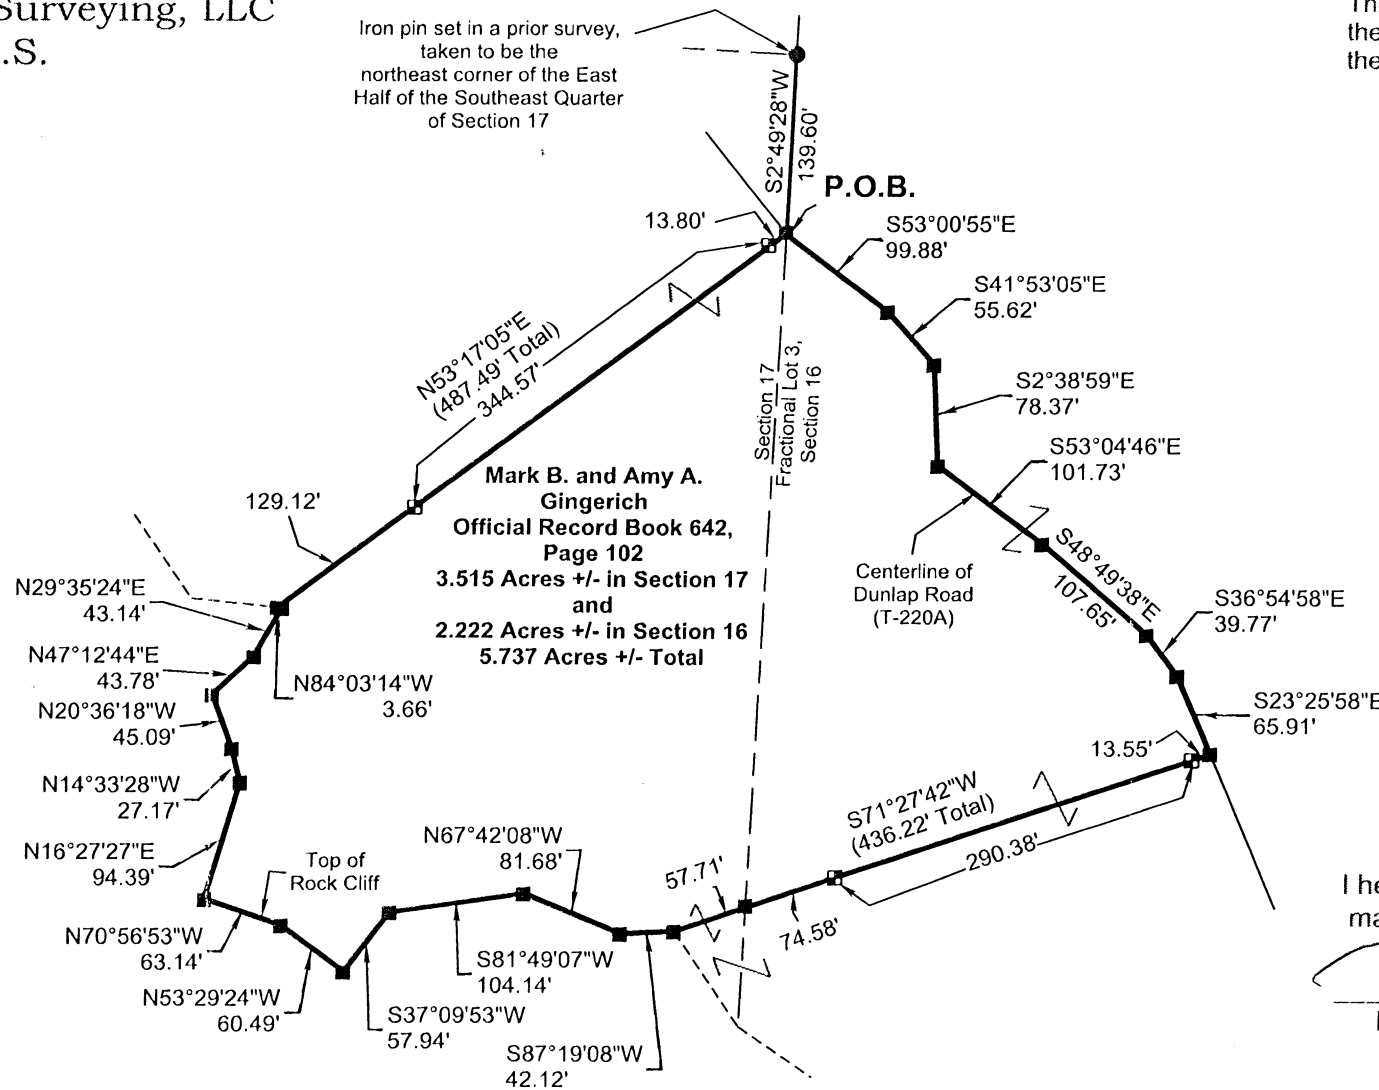 Surveying, LLC
.S.
Iron pin set in a prior survey,
taken to be the
northeast corner of the East
Half of the Southeast Quarter
of Section 17
the
the
S2°49'28"W
139.60'
P.O.B.
13.80'
S53°00'55"E
99.88'
S41°53'05"E
55.62'
S2°38'59"E
78.37'
S53°04'46"E
101.73'
N53°17'05"E
(487.49' Total)
344.57'
Section 17
Fractional Lot 3,
Section 16
Mark B. and Amy A.
Gingerich
Official Record Book 642,
Page 102
3.515 Acres +/- in Section 17
and
2.222 Acres +/- in Section 16
5.737 Acres +/- Total
129.12'
Centerline of
Dunlap Road
(T-220A)
S48°49'38"E
107.65'
S36°54'58"E
39.77'
S23°25'58"E
65.91'
13.55'
N29°35'24"E
43.14'
N47°12'44"E
43.78'
N84°03'14"W
3.66'
N20°36'18"W
45.09'
N14°33'28"W
27.17'
N16°27'27"E
94.39'
Top of
Rock Cliff
N67°42'08"W
81.68'
S71°27'42"W
(436.22' Total)
290.38'
57.71'
74.58'
N70°56'53"W
63.14'
N53°29'24"W
60.49'
S81°49'07"W
104.14'
S37°09'53"W
57.94'
S87°19'08"W
42.12'
I he
ma